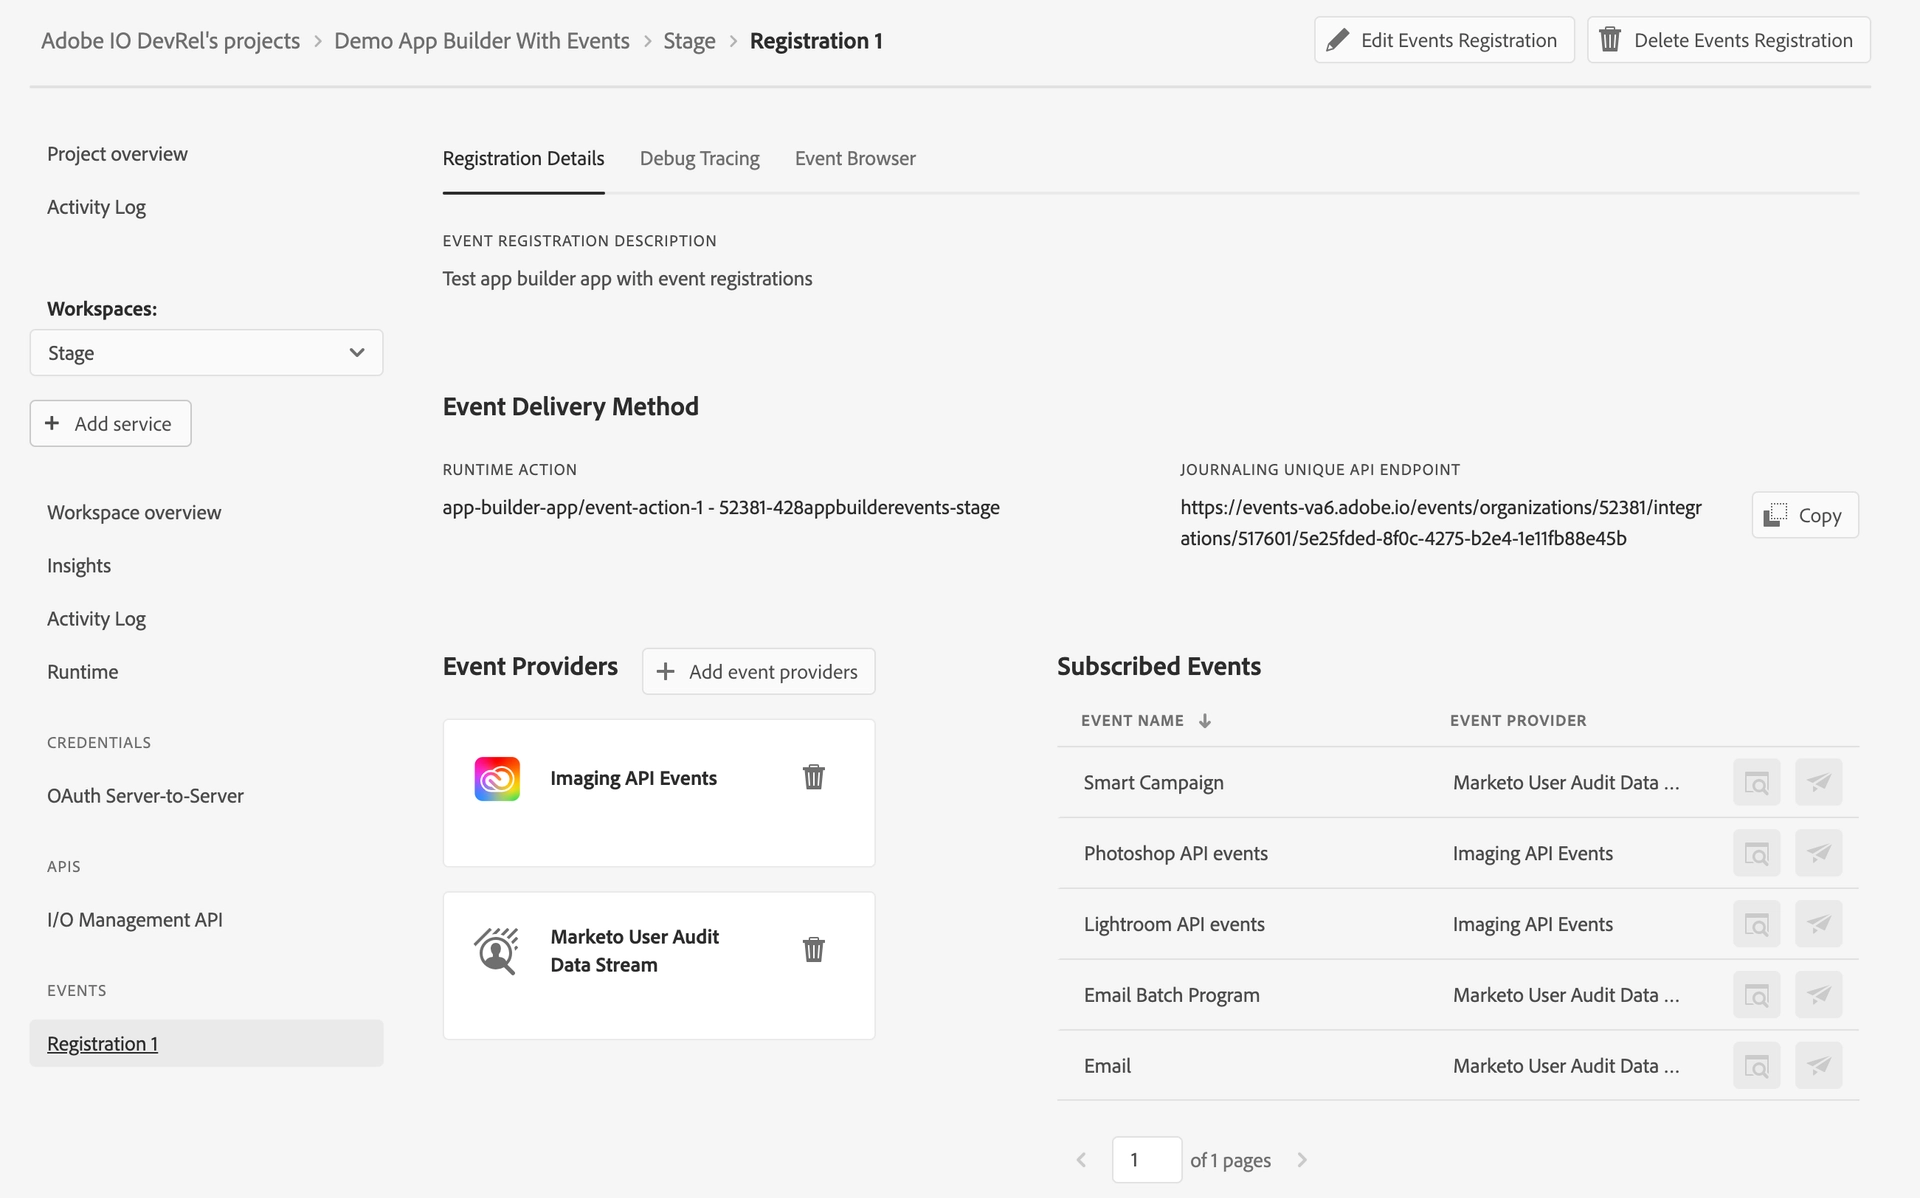 Adobe IO DevRel's projects > Demo App Builder With Events > Stage > Registration 1
Edit Events Registration
Delete Events Registration
Project overview
Activity Log
Workspaces:
Stage
+ Add service
Workspace overview
Insights
Activity Log
Runtime
CREDENTIALS
OAuth Server-to-Server
APIS
I/O Management API
EVENTS
Registration 1
Registration Details
Debug Tracing
Event Browser
EVENT REGISTRATION DESCRIPTION
Test app builder app with event registrations
Event Delivery Method
RUNTIME ACTION
app-builder-app/event-action-1 - 52381-428appbuilderevents-stage
JOURNALING UNIQUE API ENDPOINT
https://events-va6.adobe.io/events/organizations/52381/integr
ations/517601/5e25fded-8f0c-4275-b2e4-1e11fb88e45b
Copy
Event Providers
+ Add event providers
Imaging API Events
Marketo User Audit
Data Stream
Subscribed Events
EVENT NAME ↓ EVENT PROVIDER
Smart Campaign Marketo User Audit Data ...
Photoshop API events Imaging API Events
Lightroom API events Imaging API Events
Email Batch Program Marketo User Audit Data ...
Email Marketo User Audit Data ...
< 1 of 1 pages >